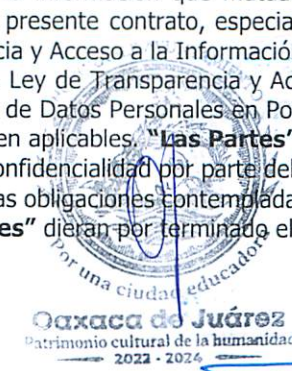 presente contrato, especia
cia y Acceso a la Informació
Ley de Transparencia y Ac
de Datos Personales en Po
en aplicables. "Las Partes"
onfidencialidad por parte del
as obligaciones contemplada
es" dieran por terminado el
Por una ciudad educadora
Oaxaca de Juárez
Patrimonio cultural de la humanidad
2022 - 2024